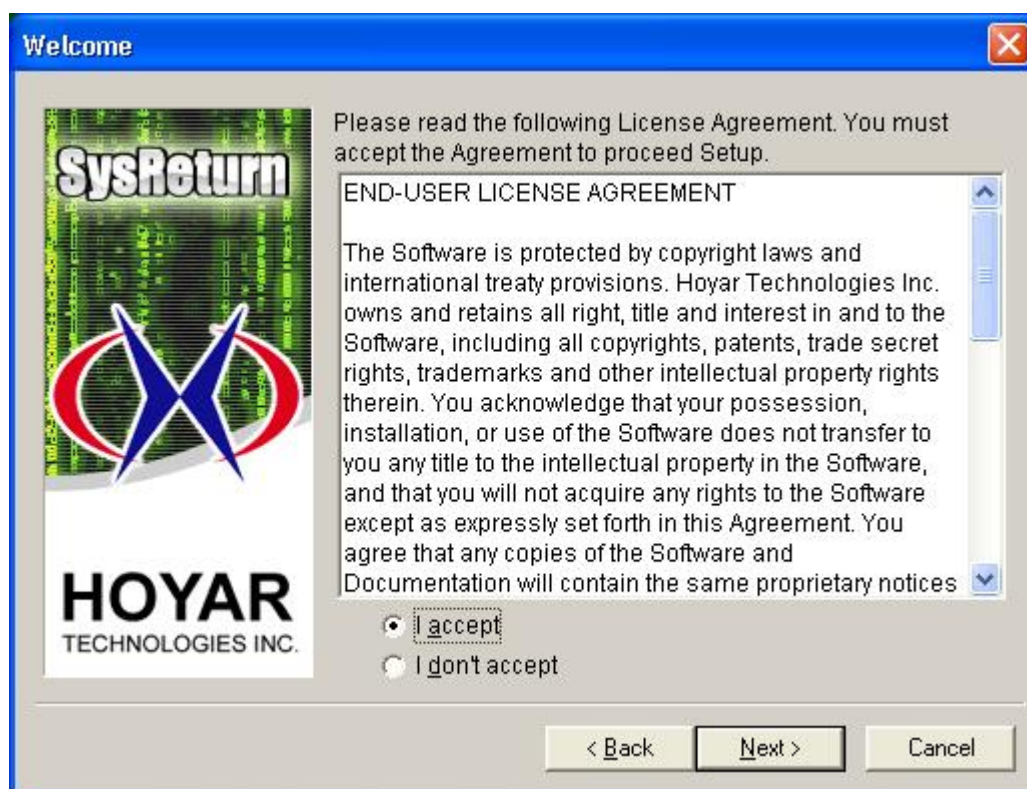 Welcome
SysReturn
HOYAR
TECHNOLOGIES INC.
Please read the following License Agreement. You must
accept the Agreement to proceed Setup.
END-USER LICENSE AGREEMENT
The Software is protected by copyright laws and
international treaty provisions. Hoyar Technologies Inc.
owns and retains all right, title and interest in and to the
Software, including all copyrights, patents, trade secret
rights, trademarks and other intellectual property rights
therein. You acknowledge that your possession,
installation, or use of the Software does not transfer to
you any title to the intellectual property in the Software,
and that you will not acquire any rights to the Software
except as expressly set forth in this Agreement. You
agree that any copies of the Software and
Documentation will contain the same proprietary notices
I accept
I don't accept
< Back
Next >
Cancel